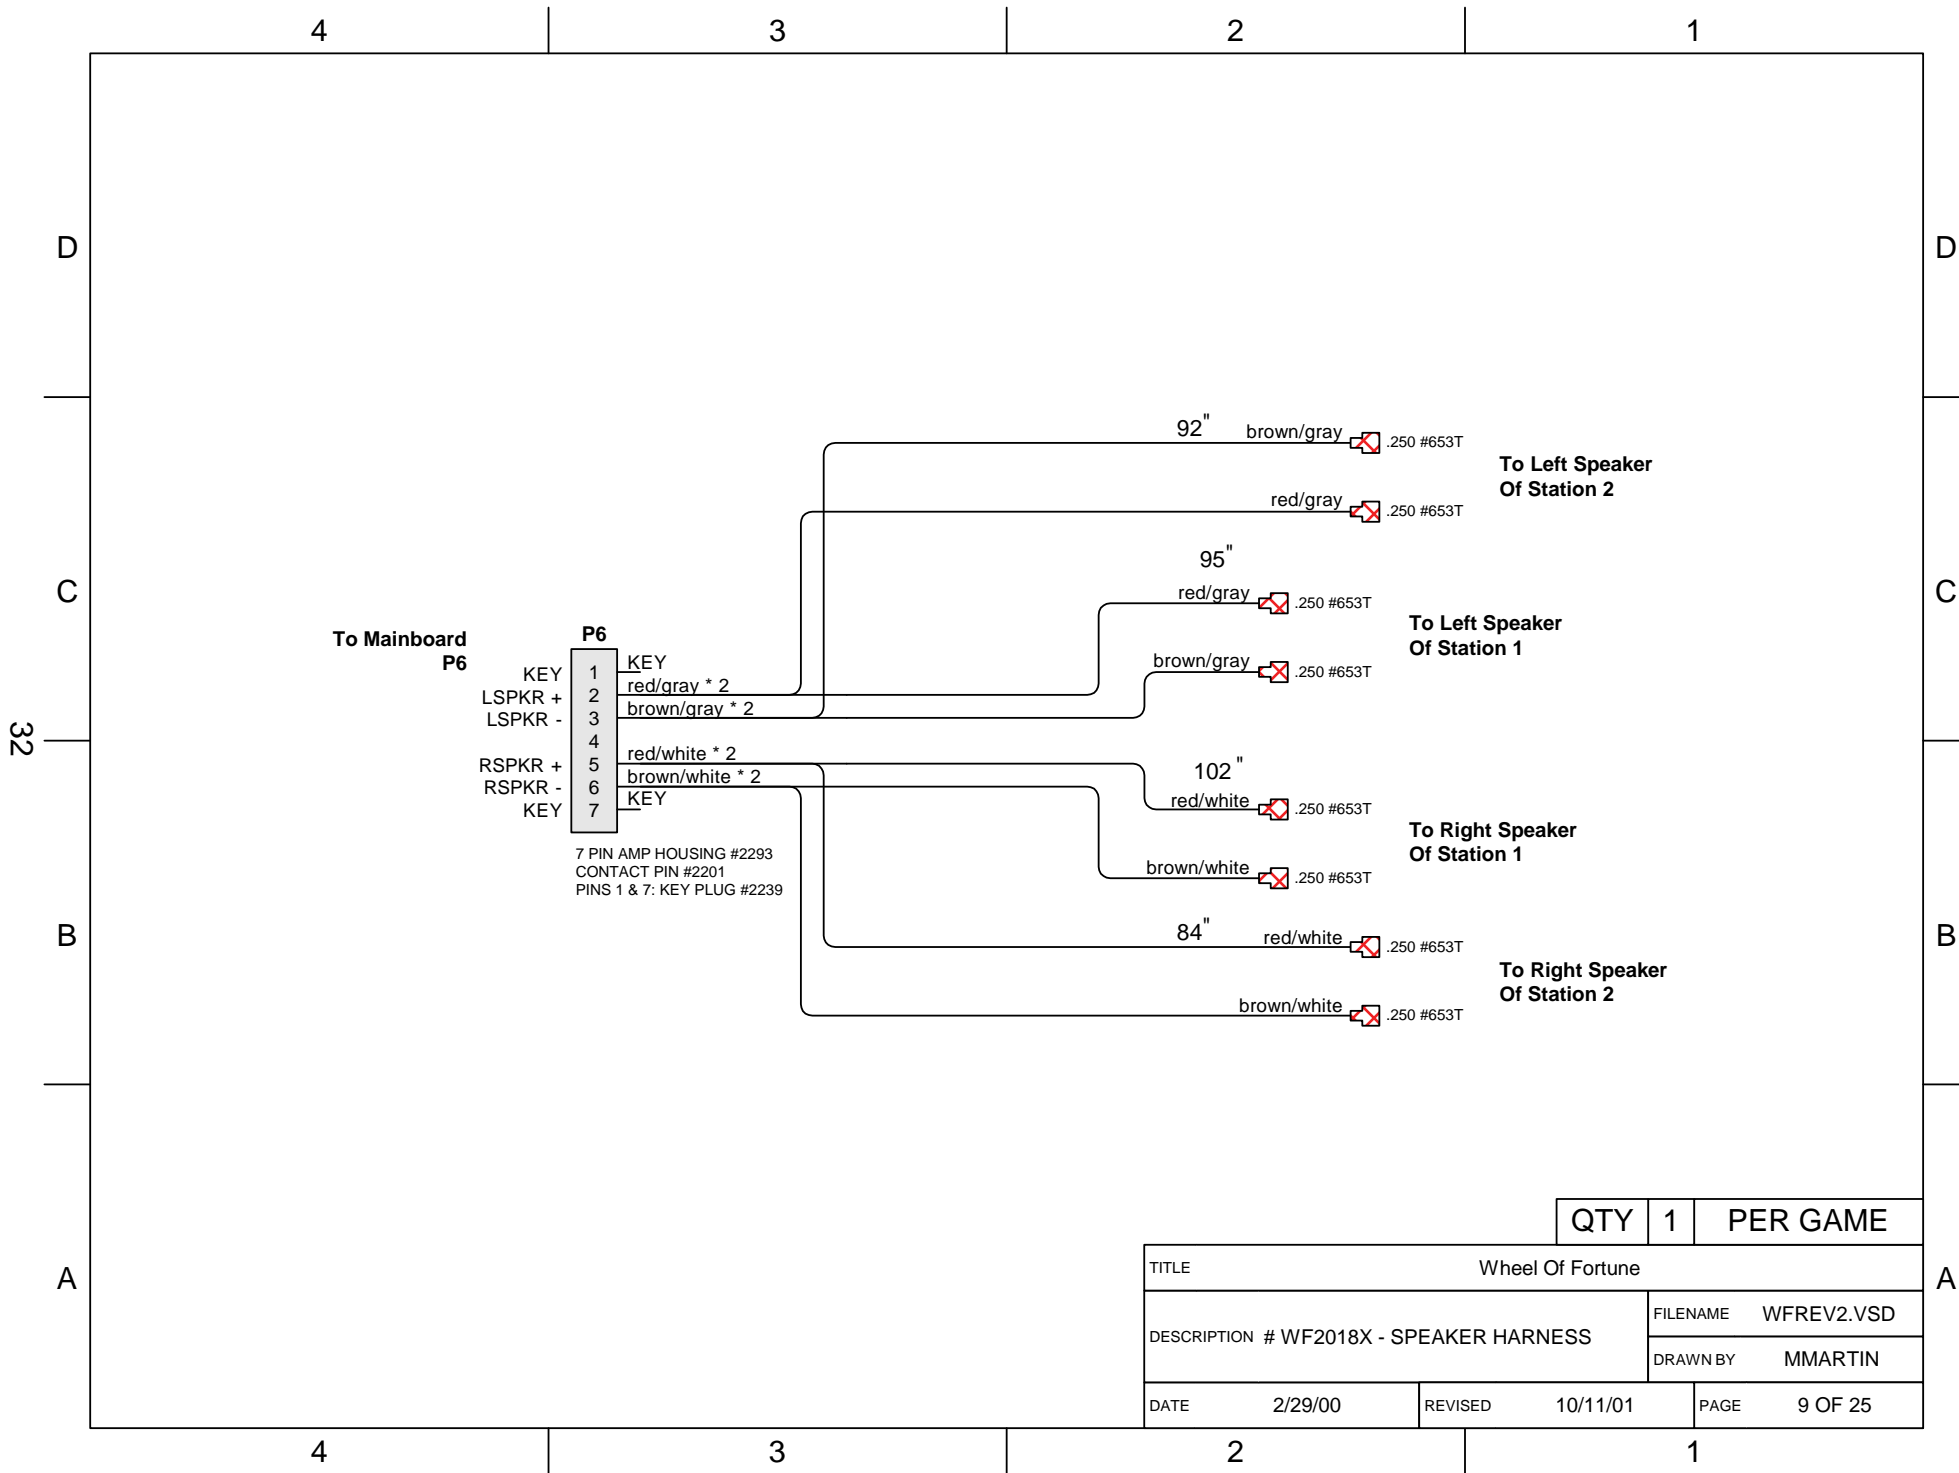 4 3 2 1
D D
92" brown/gray .250 #653T
To Left Speaker
Of Station 2
red/gray .250 #653T
95"
C C
red/gray .250 #653T
To Left Speaker
Of Station 1
brown/gray .250 #653T
To Mainboard
P6
P6
KEY 1 KEY
LSPKR + 2 red/gray * 2
LSPKR - 3 brown/gray * 2
4
RSPKR + 5 red/white * 2
RSPKR - 6 brown/white * 2
KEY 7 KEY
7 PIN AMP HOUSING #2293
CONTACT PIN #2201
PINS 1 & 7: KEY PLUG #2239
32
102 "
red/white .250 #653T
To Right Speaker
Of Station 1
brown/white .250 #653T
B B
84" red/white .250 #653T
To Right Speaker
Of Station 2
brown/white .250 #653T
QTY 1 PER GAME
A A
TITLE Wheel Of Fortune
DESCRIPTION # WF2018X - SPEAKER HARNESS
FILENAME WFREV2.VSD
DRAWN BY MMARTIN
DATE 2/29/00 REVISED 10/11/01 PAGE 9 OF 25
4 3 2 1